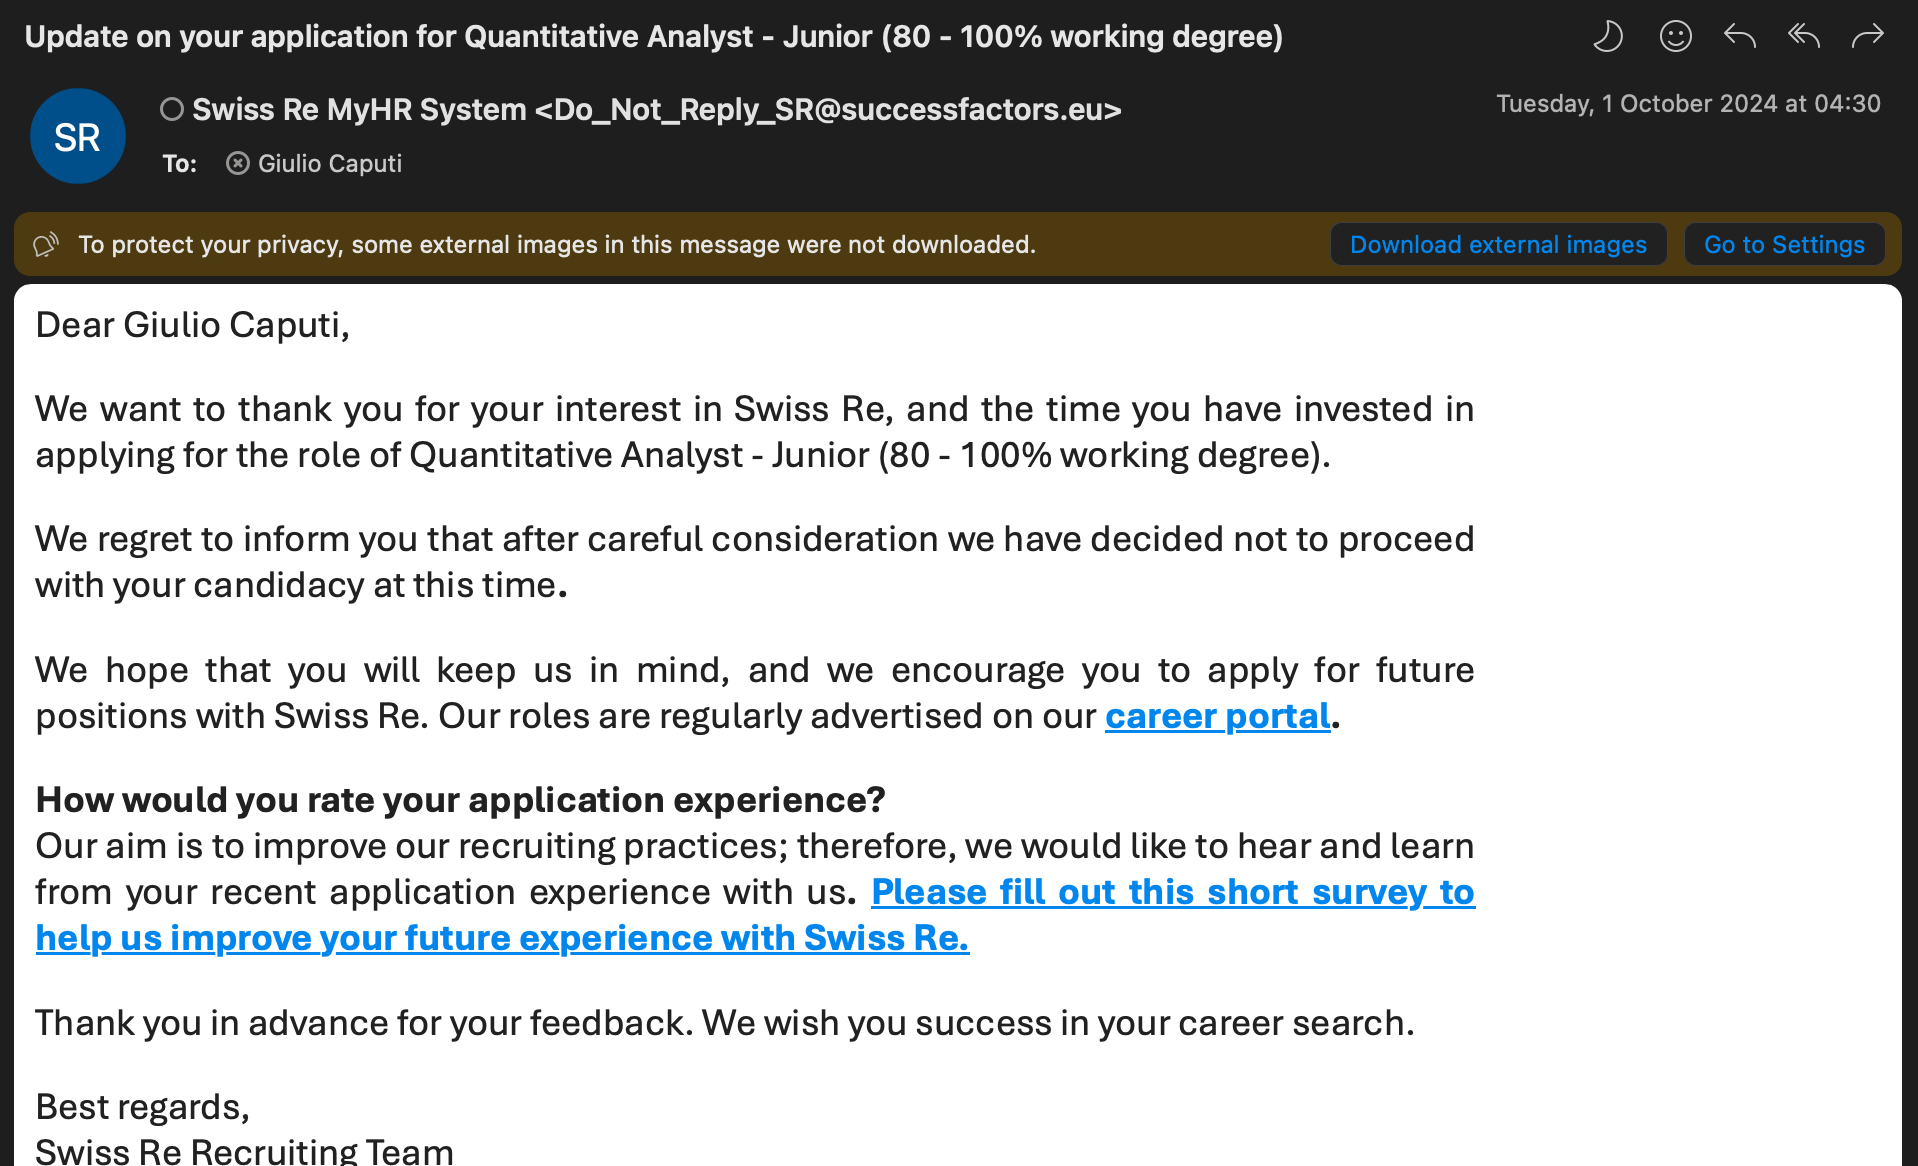 Update on your application for Quantitative Analyst - Junior (80 - 100% working degree)
SR
Swiss Re MyHR System <Do_Not_Reply_SR@successfactors.eu>
Tuesday, 1 October 2024 at 04:30
To: Giulio Caputi
To protect your privacy, some external images in this message were not downloaded.
Download external images
Go to Settings
Dear Giulio Caputi,
We want to thank you for your interest in Swiss Re, and the time you have invested in
applying for the role of Quantitative Analyst - Junior (80 - 100% working degree).
We regret to inform you that after careful consideration we have decided not to proceed
with your candidacy at this time.
We hope that you will keep us in mind, and we encourage you to apply for future
positions with Swiss Re. Our roles are regularly advertised on our career portal.
How would you rate your application experience?
Our aim is to improve our recruiting practices; therefore, we would like to hear and learn
from your recent application experience with us. Please fill out this short survey to
help us improve your future experience with Swiss Re.
Thank you in advance for your feedback. We wish you success in your career search.
Best regards,
Swiss Re Recruiting Team